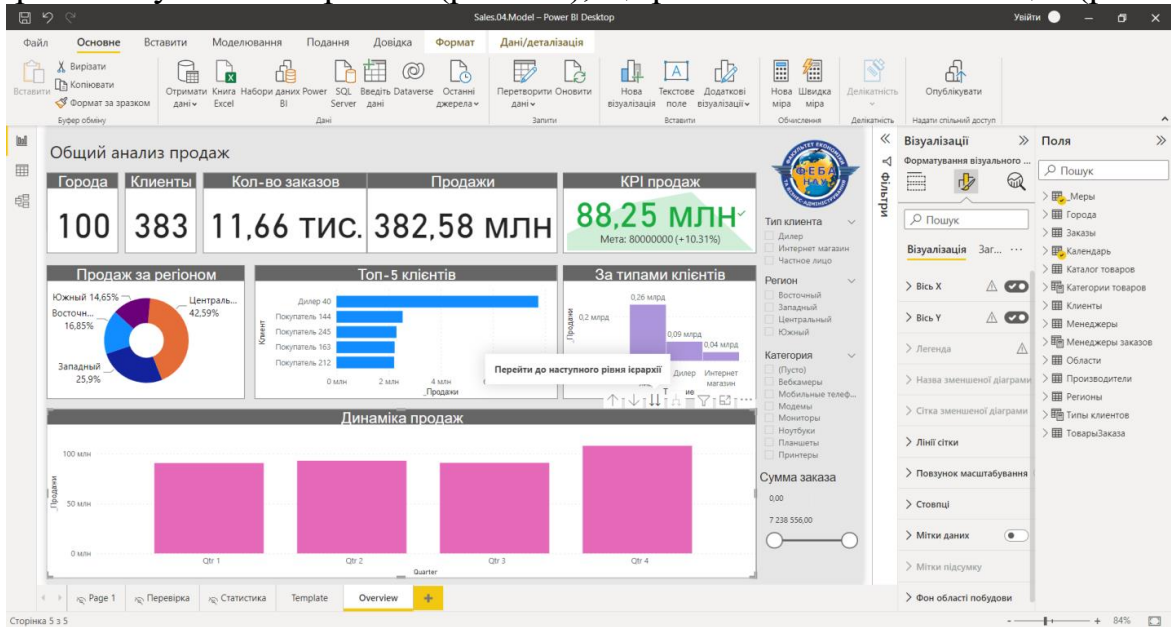 Sales.04.Model – Power BI Desktop
Увійти
Файл Основне Вставити Моделювання Подання Довідка Формат Дані/деталізація
Вставити
Вирізати
Копіювати
Формат за зразком
Буфер обміну
Отримати дані
Книга Excel
Набори даних Power BI
SQL Server
Введіть дані
Dataverse
Останні джерела
Дані
Перетворити дані
Оновити
Запити
Нова візуалізація
Текстове поле
Додаткові візуалізації
Вставити
Нова міра
Швидка міра
Обчислення
Делікатність
Делікатність
Опублікувати
Надати спільний доступ
Общий анализ продаж
Города
100
Клиенты
383
Кол-во заказов
11,66 тис.
Продажи
382,58 млн
KPI продаж
88,25 млн
Мета: 80000000 (+10.31%)
ФЕБА
НАУ
Продаж за регіоном
Южный 14,65%
Восточн...
16,85%
Западный
25,9%
Централь...
42,59%
Топ-5 клієнтів
Клиент
Дилер 40
Покупатель 144
Покупатель 245
Покупатель 163
Покупатель 212
0 млн 2 млн 4 млн
_Продажи
За типами клієнтів
_Продажи
0,2 млрд
0,26 млрд
0,09 млрд
0,04 млрд
Дилер
Интернет магазин
Перейти до наступного рівня ієрархії
Динаміка продаж
_Продажи
100 млн
50 млн
0 млн
Qtr 1 Qtr 2 Qtr 3 Qtr 4
Quarter
Тип клиента
Дилер
Интернет магазин
Частное лицо
Регион
Восточный
Западный
Центральный
Южный
Категория
(Пусто)
Вебкамеры
Мобильные телеф...
Модемы
Мониторы
Ноутбуки
Планшеты
Принтеры
Сумма заказа
0,00
7 238 556,00
Фільтри
Візуалізації
Форматування візуального ...
Пошук
Візуалізація Заг... ...
Вісь X
Вісь Y
Легенда
Назва зменшеної діаграми
Сітка зменшеної діаграми
Лінії сітки
Повзунок масштабування
Стовпці
Мітки даних
Мітки підсумку
Фон області побудови
Поля
Пошук
_Меры
Города
Заказы
Календарь
Каталог товаров
Категории товаров
Клиенты
Менеджеры
Менеджеры заказов
Области
Производители
Регионы
Типы клиентов
ТоварыЗаказа
Page 1 Перевірка Статистика Template Overview +
Сторінка 5 з 5
84%